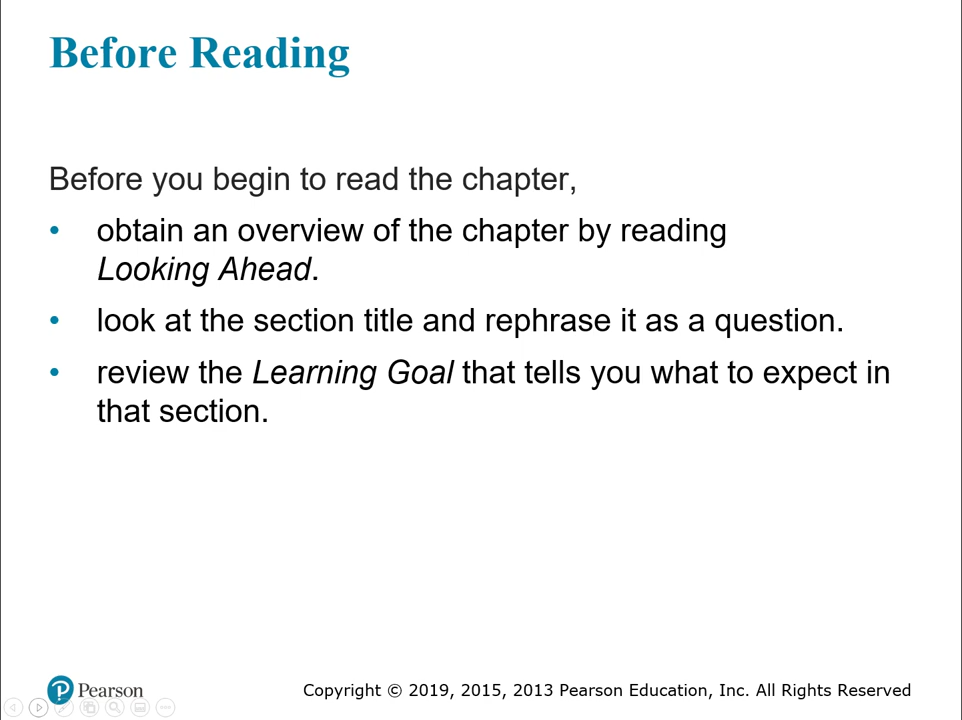 Before Reading
Before you begin to read the chapter,
• obtain an overview of the chapter by reading
Looking Ahead.
• look at the section title and rephrase it as a question.
• review the Learning Goal that tells you what to expect in
that section.
P Pearson
Copyright © 2019, 2015, 2013 Pearson Education, Inc. All Rights Reserved